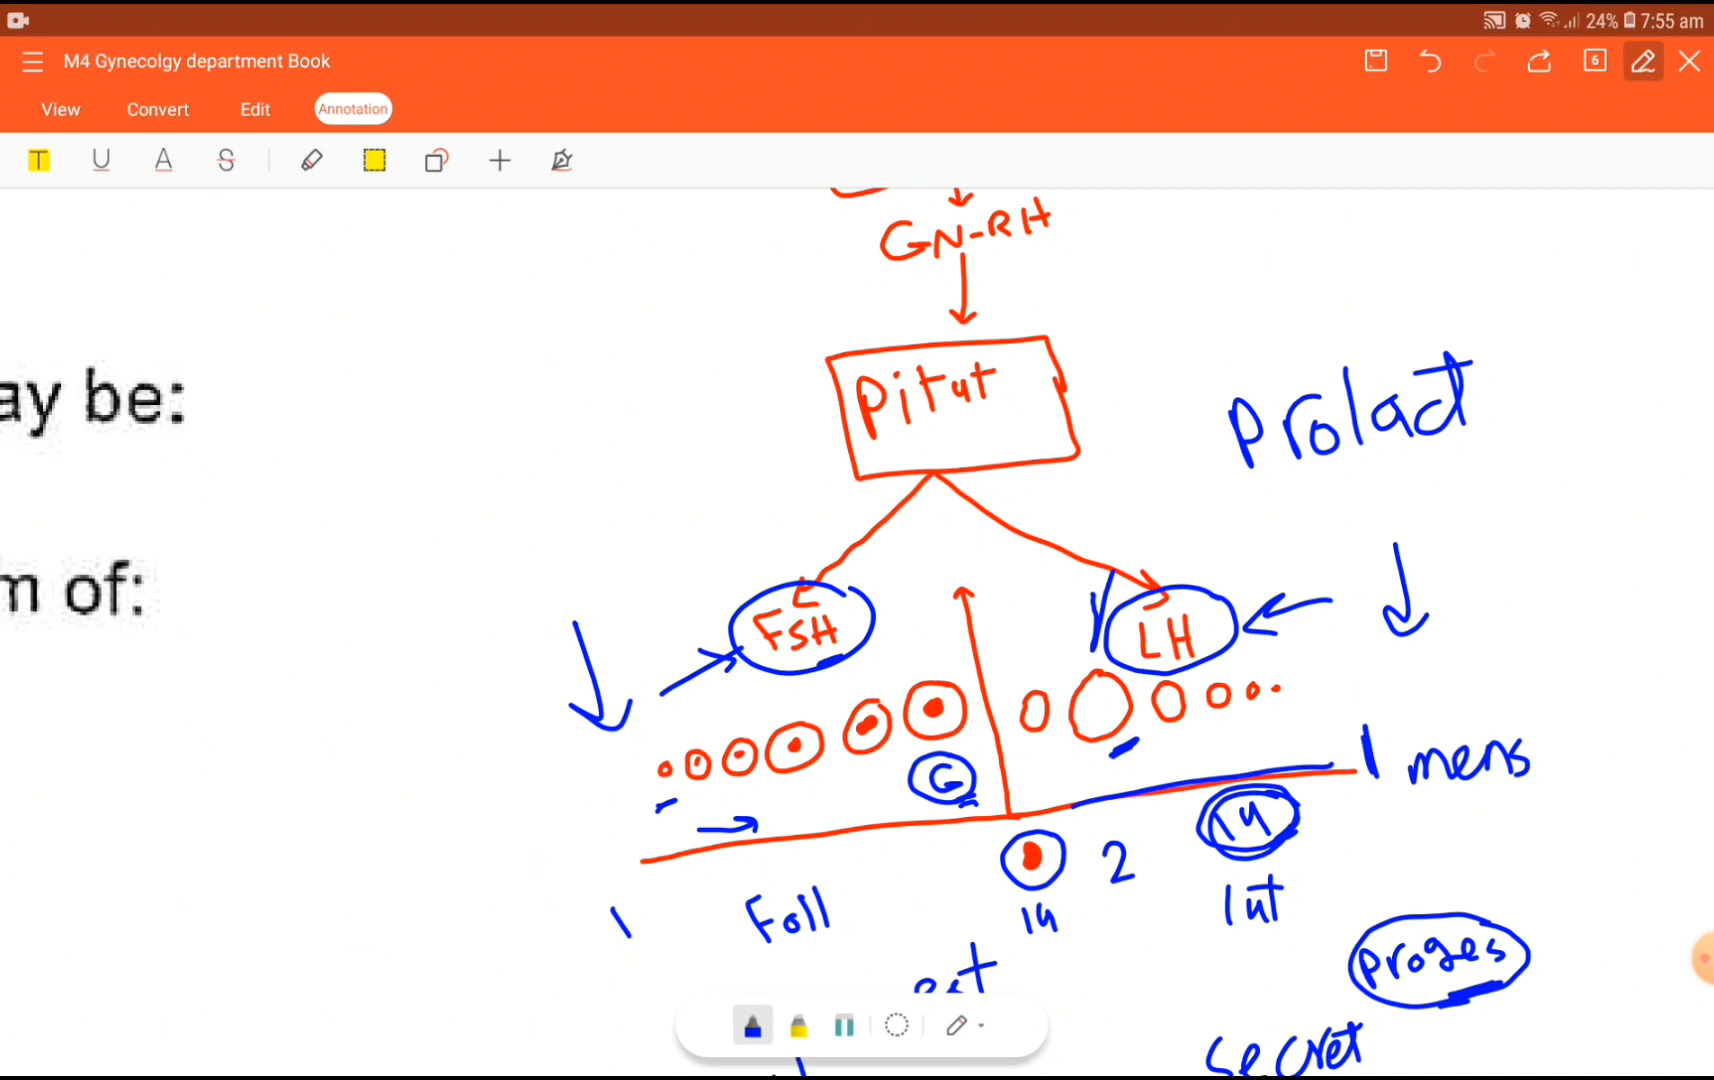 24% 7:55 am
M4 Gynecolgy department Book
6
View Convert Edit Annotation
T U A S
GN-RH
ay be:
Pitut
Prolact
m of:
FSH
LH
G
mens
14
1 Foll 14 2 lut
proges
est
secret